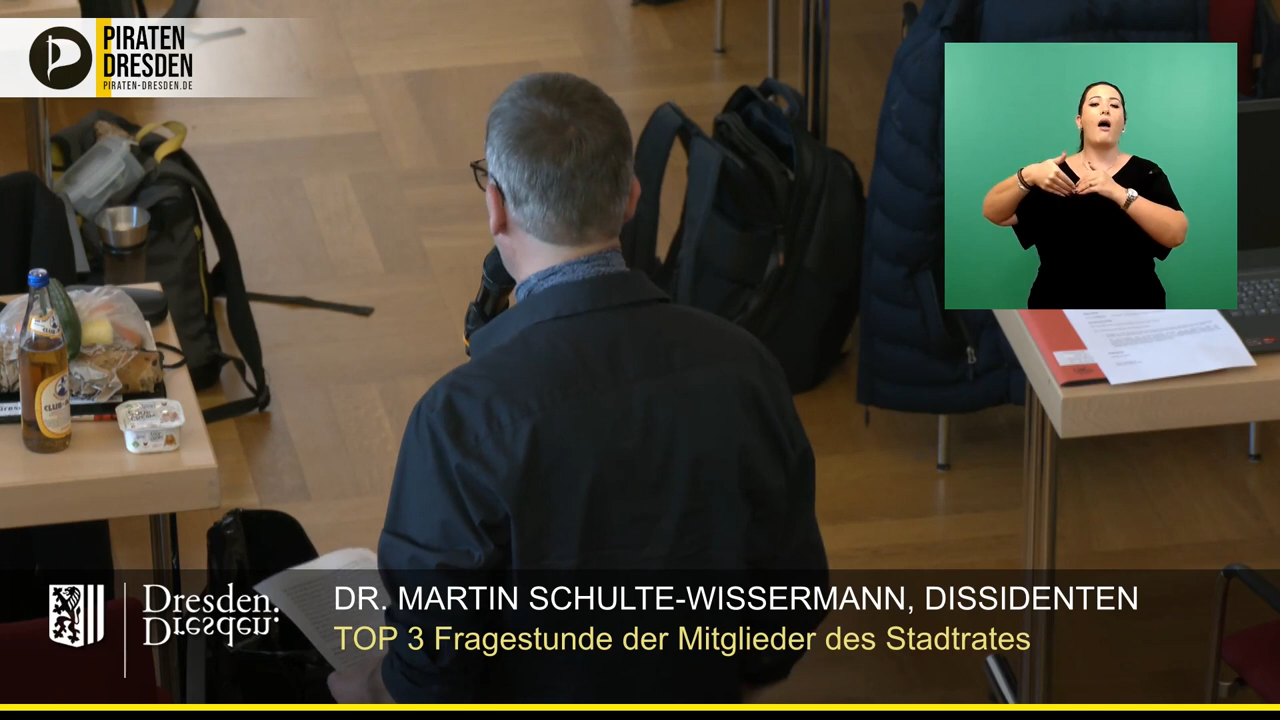 PIRATEN
DRESDEN
PIRATEN-DRESDEN.DE
CLUB
Dresden.
Dresden.
DR. MARTIN SCHULTE-WISSERMANN, DISSIDENTEN
TOP 3 Fragestunde der Mitglieder des Stadtrates